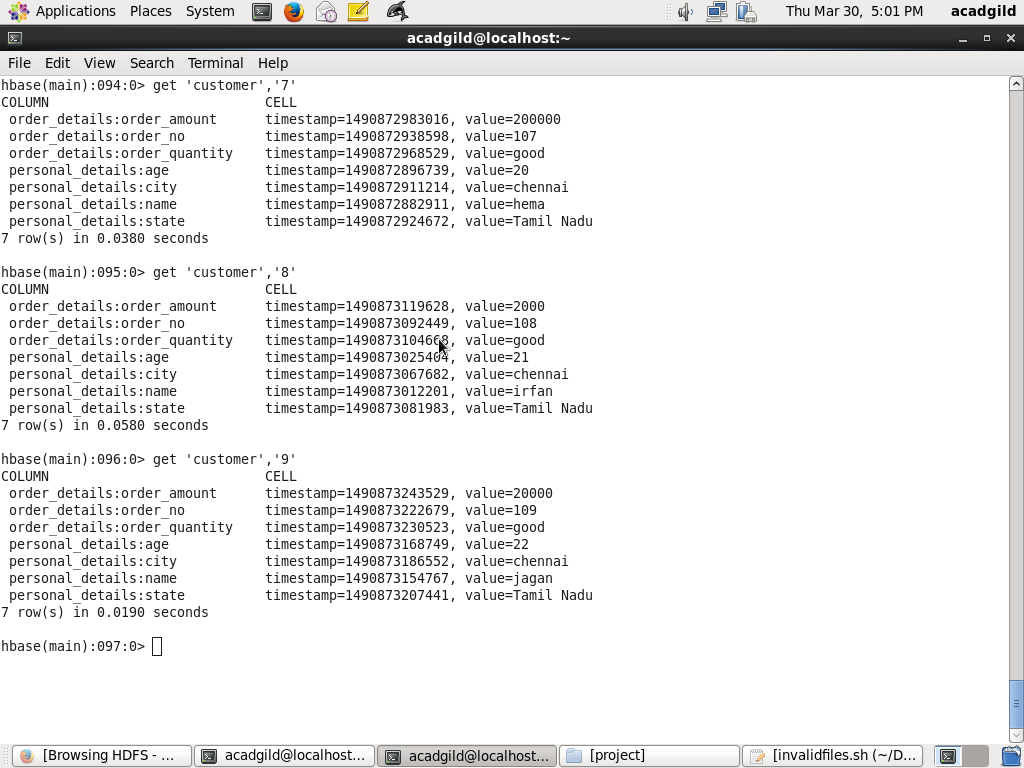 Applications Places System Thu Mar 30, 5:01 PM acadgild
acadgild@localhost:~
File Edit View Search Terminal Help
hbase(main):094:0> get 'customer','7'
COLUMN CELL
order_details:order_amount timestamp=1490872983016, value=200000
order_details:order_no timestamp=1490872938598, value=107
order_details:order_quantity timestamp=1490872968529, value=good
personal_details:age timestamp=1490872896739, value=20
personal_details:city timestamp=1490872911214, value=chennai
personal_details:name timestamp=1490872882911, value=hema
personal_details:state timestamp=1490872924672, value=Tamil Nadu
7 row(s) in 0.0380 seconds
hbase(main):095:0> get 'customer','8'
COLUMN CELL
order_details:order_amount timestamp=1490873119628, value=2000
order_details:order_no timestamp=1490873092449, value=108
order_details:order_quantity timestamp=1490873104668, value=good
personal_details:age timestamp=1490873025404, value=21
personal_details:city timestamp=1490873067682, value=chennai
personal_details:name timestamp=1490873012201, value=irfan
personal_details:state timestamp=1490873081983, value=Tamil Nadu
7 row(s) in 0.0580 seconds
hbase(main):096:0> get 'customer','9'
COLUMN CELL
order_details:order_amount timestamp=1490873243529, value=20000
order_details:order_no timestamp=1490873222679, value=109
order_details:order_quantity timestamp=1490873230523, value=good
personal_details:age timestamp=1490873168749, value=22
personal_details:city timestamp=1490873186552, value=chennai
personal_details:name timestamp=1490873154767, value=jagan
personal_details:state timestamp=1490873207441, value=Tamil Nadu
7 row(s) in 0.0190 seconds
hbase(main):097:0>
[Browsing HDFS - ... acadgild@localhost... acadgild@localhost... [project] [invalidfiles.sh (~/D...